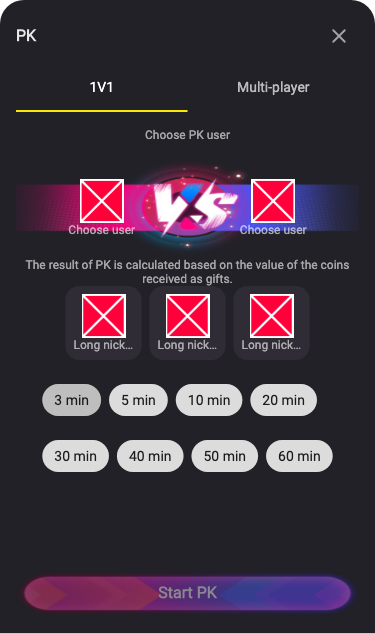 PK
1V1
Multi-player
Choose PK user
VS
Choose user
Choose user
The result of PK is calculated based on the value of the coins
received as gifts.
Long nick...
Long nick...
Long nick...
3 min
5 min
10 min
20 min
30 min
40 min
50 min
60 min
Start PK